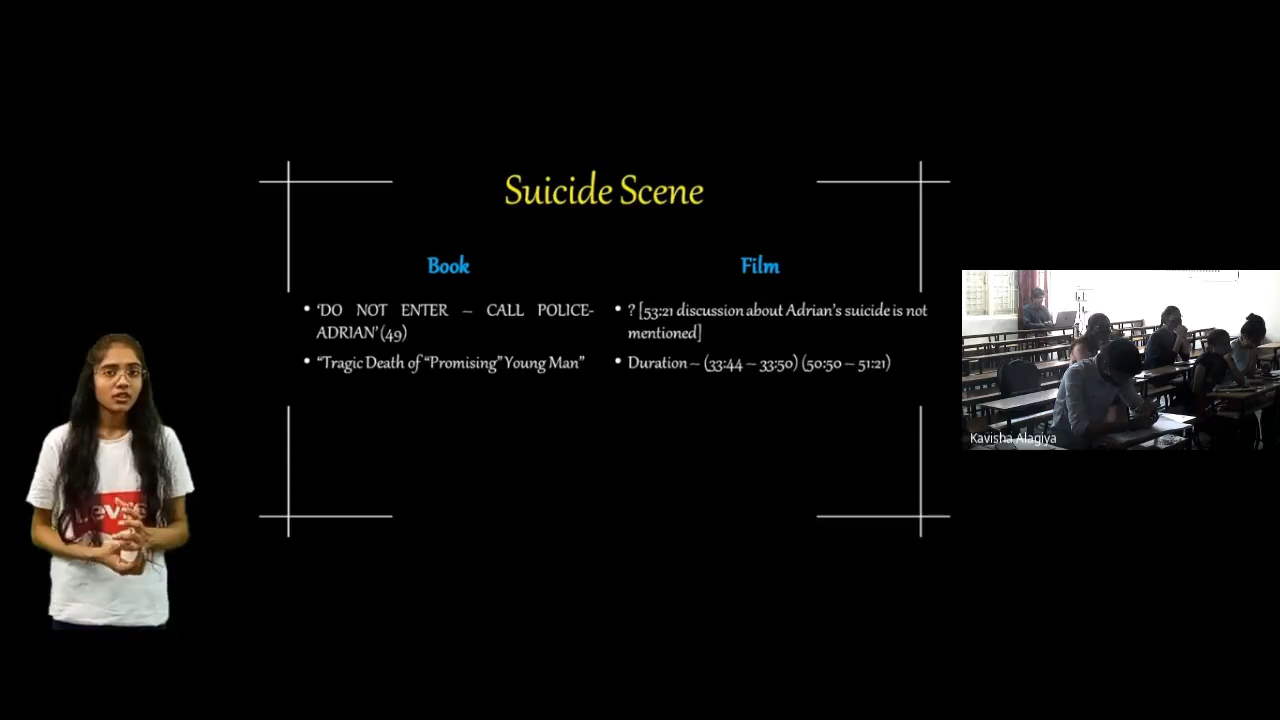 Suicide Scene
Book
Film
• ‘DO NOT ENTER – CALL POLICE-
ADRIAN’ (49)
• “Tragic Death of “Promising” Young Man”
• ? [53:21 discussion about Adrian’s suicide is not
mentioned]
• Duration – (33:44 – 33:50) (50:50 – 51:21)
Kavisha Alagiya